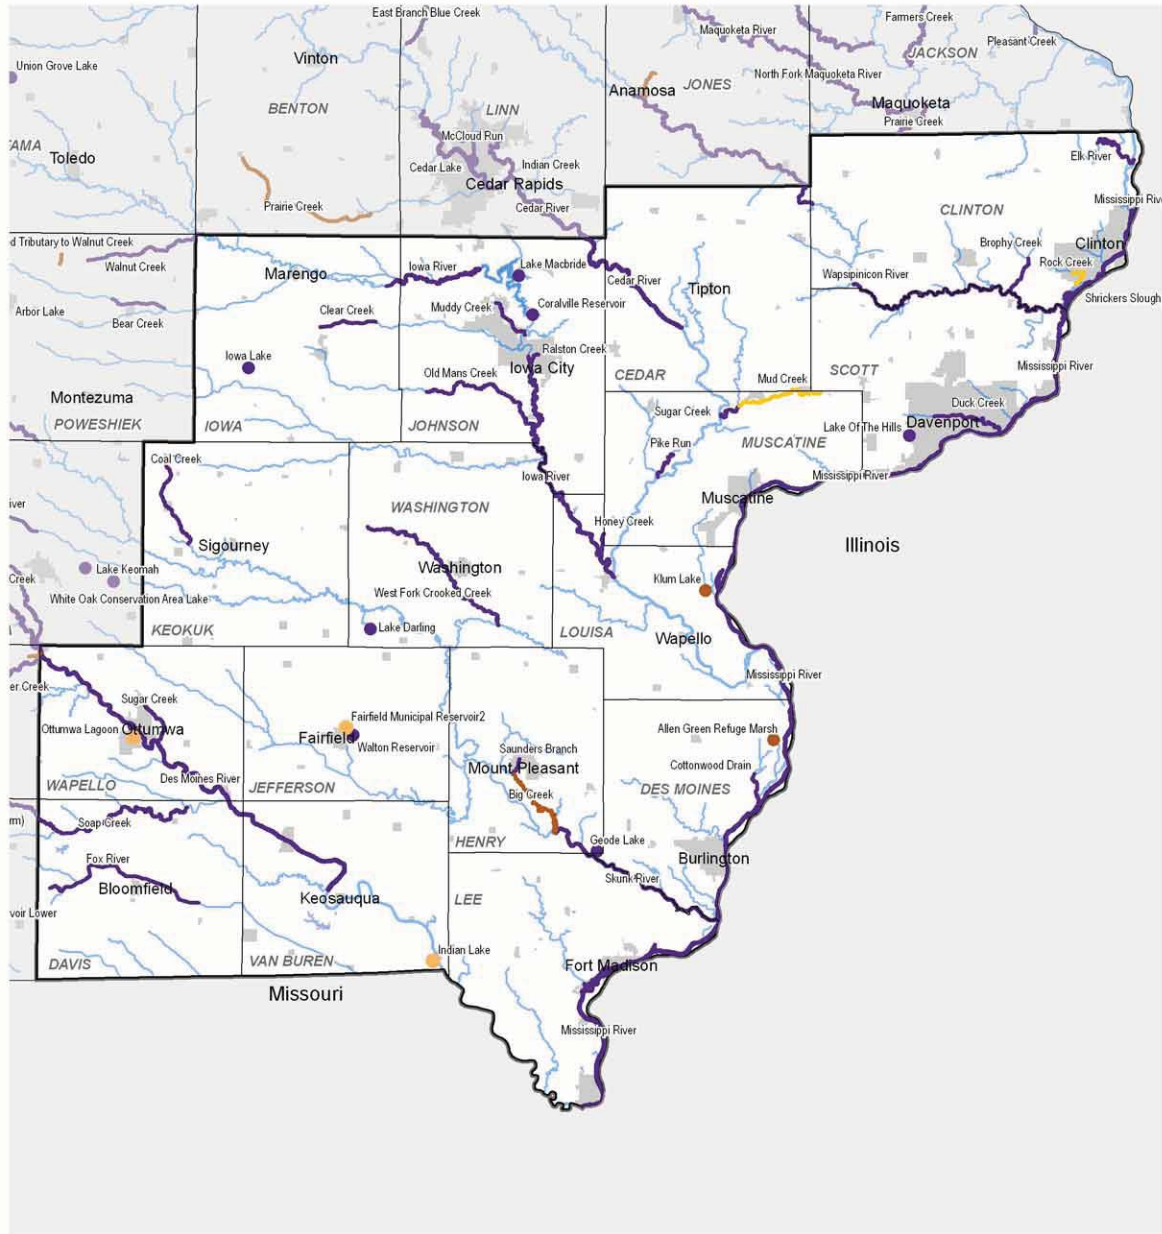 East Branch Blue Creek
Farmers Creek
Maquoketa River
Pleasant Creek
JACKSON
Vinton
Union Grove Lake
North Fork Maquoketa River
JONES
Anamosa
Maquoketa
BENTON
LINN
Prairie Creek
McCloud Run
AMA
Toledo
Cedar Lake
Indian Creek
Elk River
Cedar Rapids
Mississippi Rive
Prairie Creek
Cedar River
CLINTON
d Tributary to Walnut Creek
Brophy Creek
Clinton
Walnut Creek
Marengo
Iowa River
Lake Macbride
Rock Creek
Cedar River
Wapsipinicon River
Tipton
Shrickers Slough
Arbor Lake
Clear Creek
Muddy Creek
Coralville Reservoir
Bear Creek
Iowa Lake
Ralston Creek
Iowa City
Mississippi River
Old Mans Creek
CEDAR
SCOTT
Mud Creek
Montezuma
Duck Creek
POWESHIEK
IOWA
JOHNSON
Sugar Creek
Davenport
Lake Of The Hills
Pike Run
MUSCATINE
Coal Creek
Iowa River
Mississippi River
iver
WASHINGTON
Muscatine
Honey Creek
Sigourney
Illinois
Lake Keomah
Washington
Creek
Klum Lake
White Oak Conservation Area Lake
West Fork Crooked Creek
Lake Darling
KEOKUK
LOUISA
Wapello
Mississippi River
er Creek
Sugar Creek
Fairfield Municipal Reservoir2
Ottumwa Lagoon
Ottumwa
Allen Green Refuge Marsh
Fairfield
Walton Reservoir
Saunders Branch
Cottonwood Drain
Mount Pleasant
Des Moines River
WAPELLO
JEFFERSON
Big Creek
DES MOINES
rm)
Soap Creek
HENRY
Geode Lake
Fox River
Burlington
Bloomfield
Skunk River
Keosauqua
LEE
voir Lower
Indian Lake
DAVIS
VAN BUREN
Fort Madison
Missouri
Mississippi River